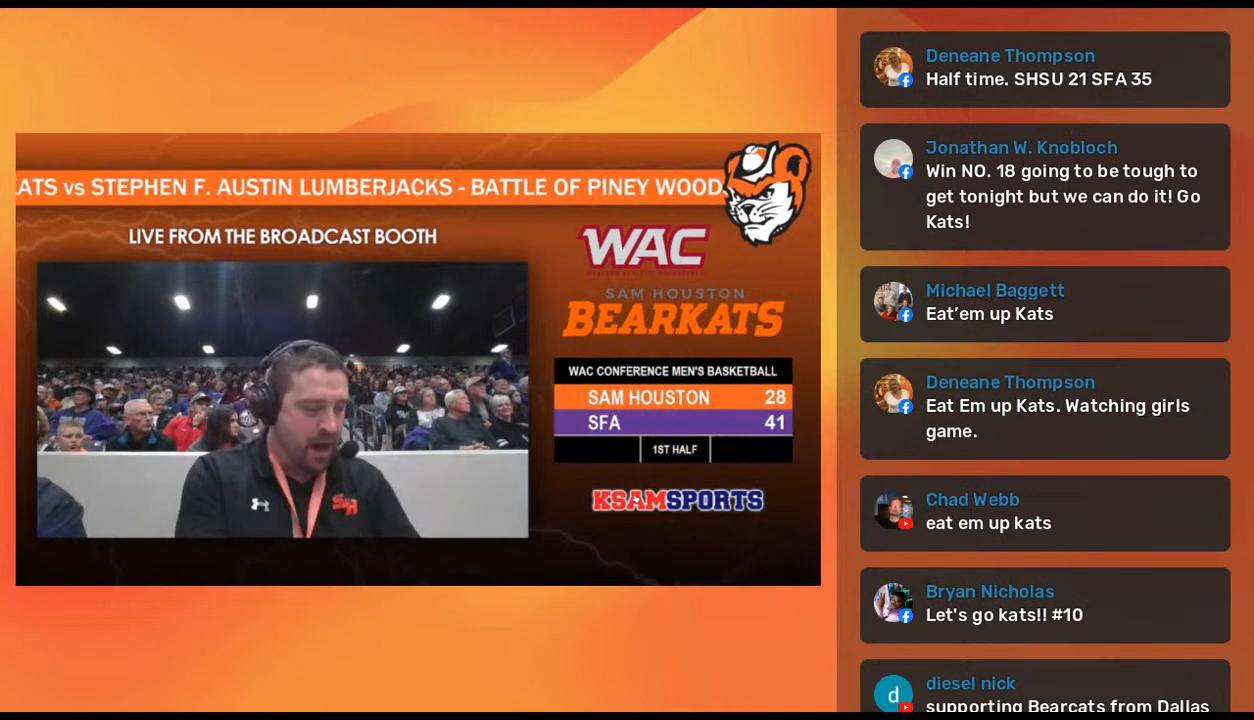 KATS vs STEPHEN F. AUSTIN LUMBERJACKS - BATTLE OF PINEY WOODS
LIVE FROM THE BROADCAST BOOTH
WAC
SAM HOUSTON
BEARKATS
WAC CONFERENCE MEN'S BASKETBALL
SAM HOUSTON 28
SFA 41
1ST HALF
KSAMSPORTS
SH
Deneane Thompson
Half time. SHSU 21 SFA 35
Jonathan W. Knobloch
Win NO. 18 going to be tough to
get tonight but we can do it! Go
Kats!
Michael Baggett
Eat’em up Kats
Deneane Thompson
Eat Em up Kats. Watching girls
game.
Chad Webb
eat em up kats
Bryan Nicholas
Let's go kats!! #10
d
diesel nick
supporting Bearcats from Dallas